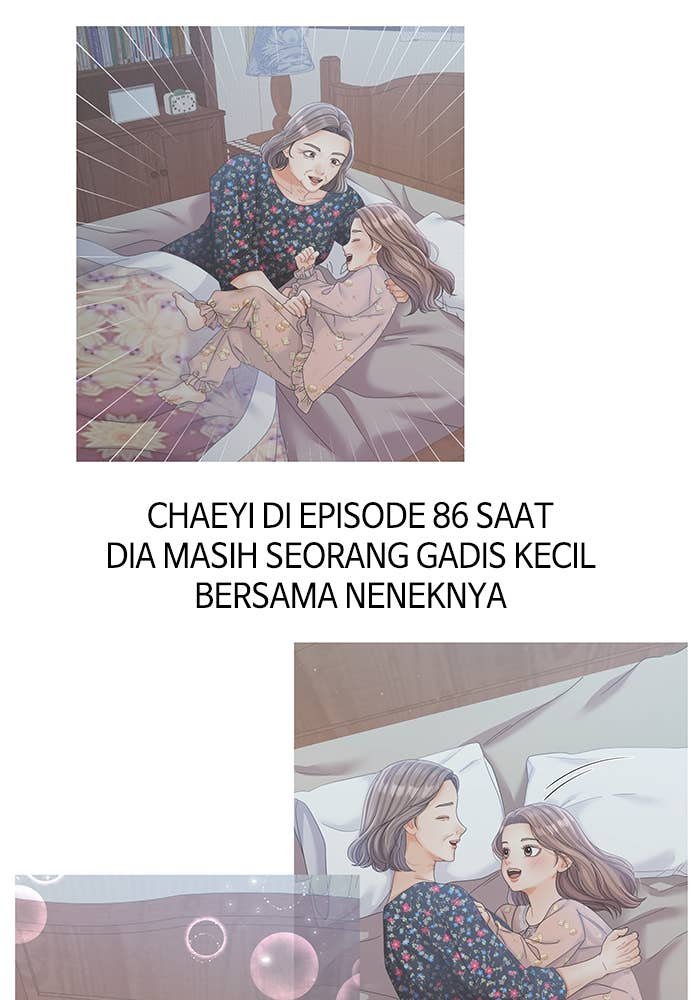 CHAEYI DI EPISODE 86 SAAT
DIA MASIH SEORANG GADIS KECIL
BERSAMA NENEKNYA